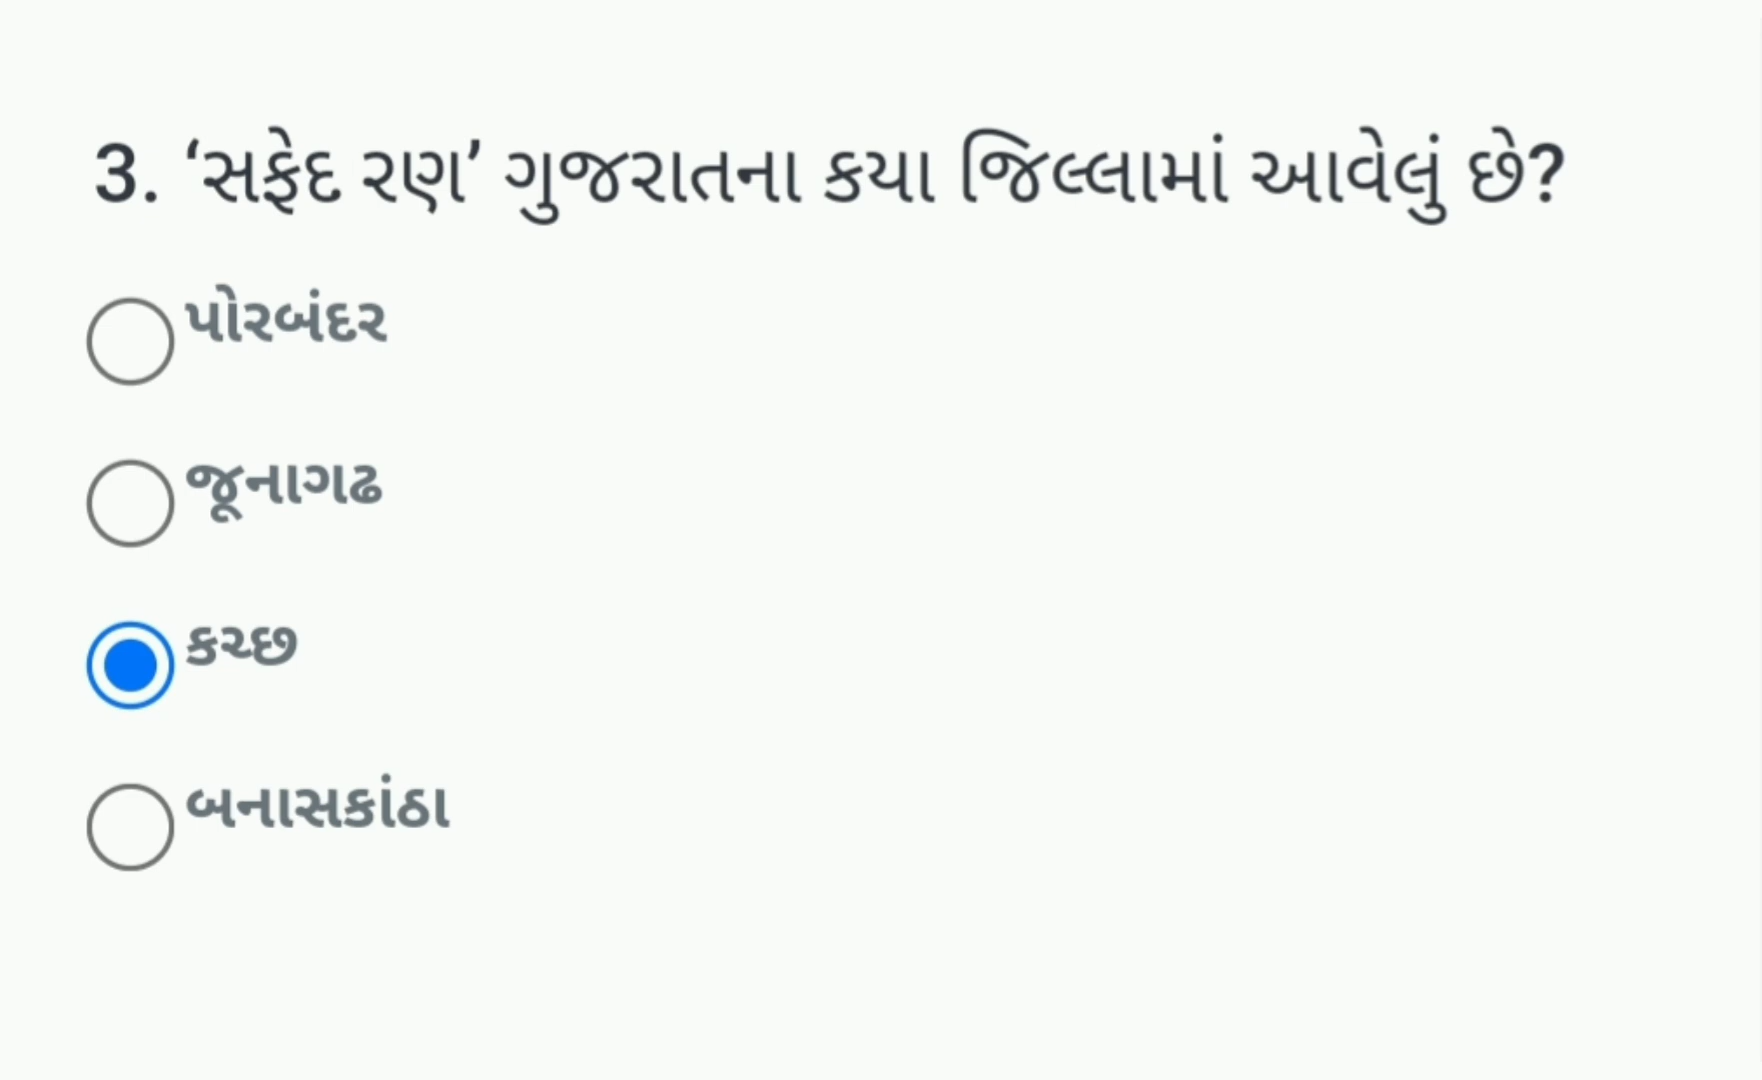 3. ‘સફેદ રણ’ ગુજરાતના કયા જિલ્લામાં આવેલું છે?
પોરબંદર
જૂનાગઢ
કચ્છ
બનાસકાંઠા